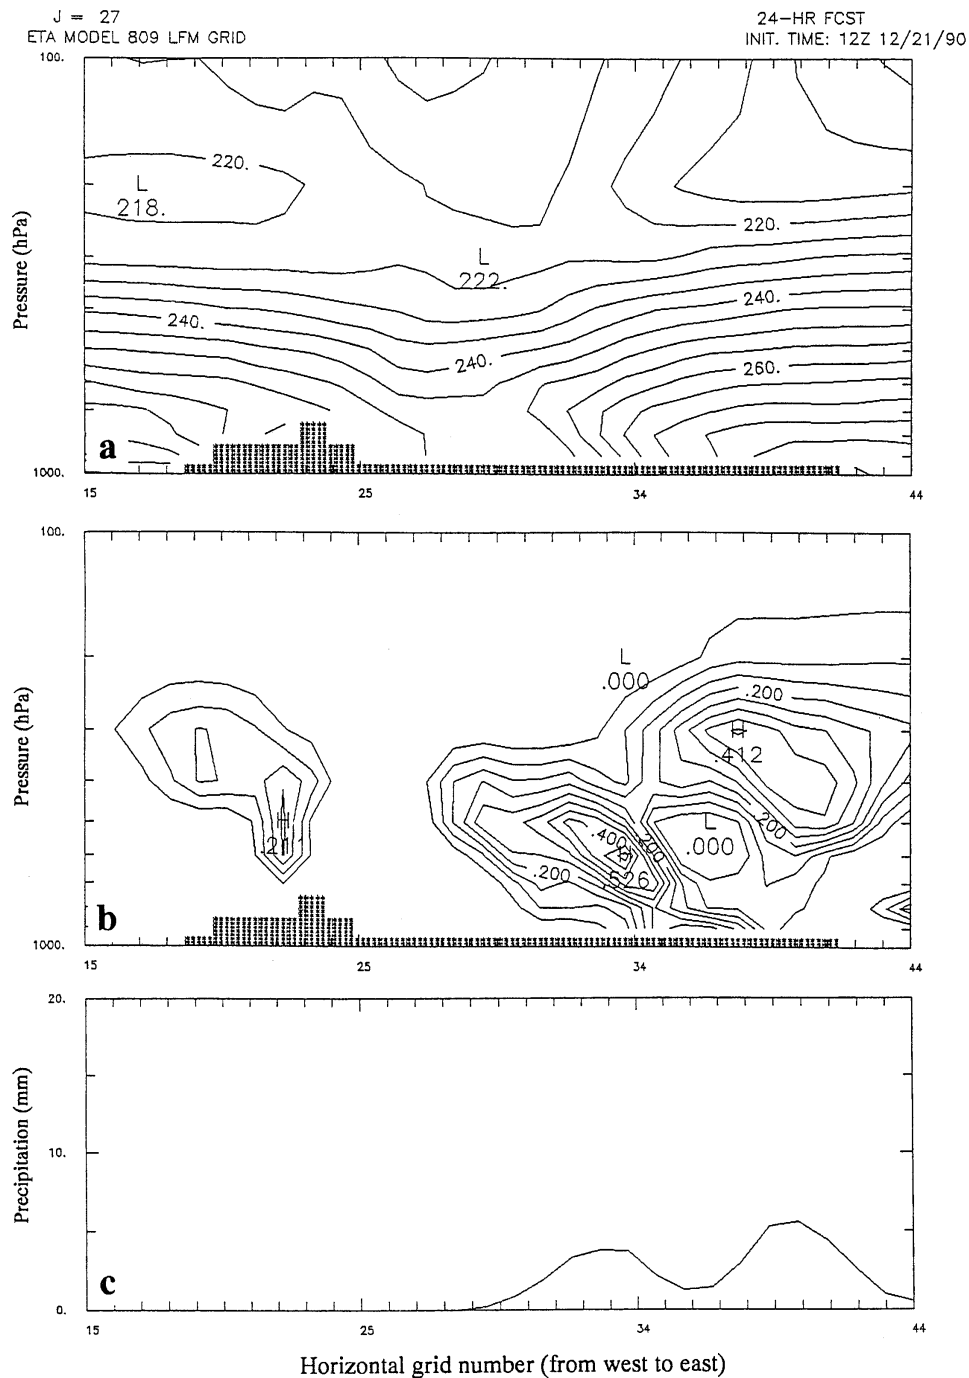 J = 27
24-HR FCST
ETA MODEL 809 LFM GRID
INIT. TIME: 12Z 12/21/90
100.
220.
L
218.
220.
L
222.
240.
240.
240.
260.
Pressure (hPa)
a
1000.
15
25
34
44
100.
L
.000
.200
H
.412
.200
L
.000
H
.211
.400
.200
H
.526
.200
Pressure (hPa)
b
1000.
15
25
34
44
20.
10.
Precipitation (mm)
c
0.
15
25
34
44
Horizontal grid number (from west to east)